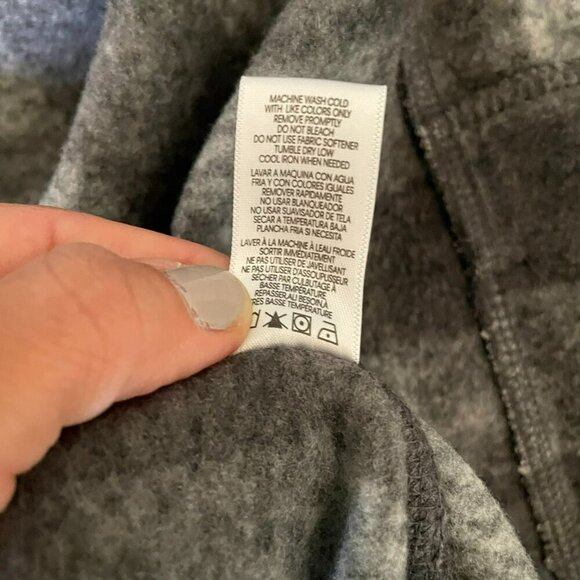 MACHINE WASH COLD
WITH LIKE COLORS ONLY
REMOVE PROMPTLY
DO NOT BLEACH
DO NOT USE FABRIC SOFTENER
TUMBLE DRY LOW
COOL IRON WHEN NEEDED
LAVAR A MAQUINA CON AGUA
FRIA Y CON COLORES IGUALES
REMOVER RAPIDAMENTE
NO USAR BLANQUEADOR
NO USAR SUAVISADOR DE TELA
SECAR A TEMPERATURA BAJA
PLANCHA FRIA SI NECESITA
LAVER À LA MACHINE À L'EAU FROIDE
SORTIR IMMÉDIATEMENT
NE PAS UTILISER DE JAVELLISANT
NE PAS UTILISER D'ASSOUPLISSEUR
SÉCHER PAR CULBUTAGE À
BASSE TEMPÉRATURE
REPASSER AU BESOIN À
RES BASSE TEMPÉRATURE